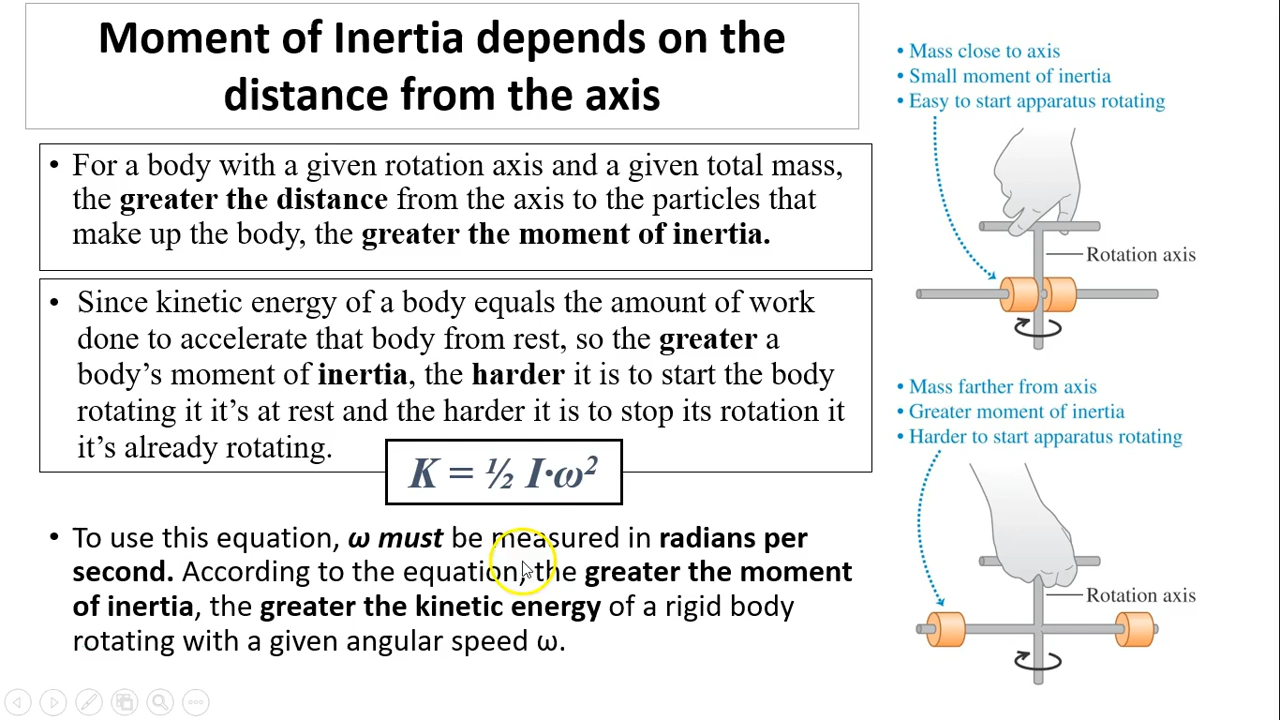 Moment of Inertia depends on the
distance from the axis
• For a body with a given rotation axis and a given total mass,
the greater the distance from the axis to the particles that
make up the body, the greater the moment of inertia.
• Since kinetic energy of a body equals the amount of work
done to accelerate that body from rest, so the greater a
body’s moment of inertia, the harder it is to start the body
rotating it it’s at rest and the harder it is to stop its rotation it
it’s already rotating.
K = ½ I·ω²
• To use this equation, ω must be measured in radians per
second. According to the equation, the greater the moment
of inertia, the greater the kinetic energy of a rigid body
rotating with a given angular speed ω.
• Mass close to axis
• Small moment of inertia
• Easy to start apparatus rotating
Rotation axis
• Mass farther from axis
• Greater moment of inertia
• Harder to start apparatus rotating
Rotation axis